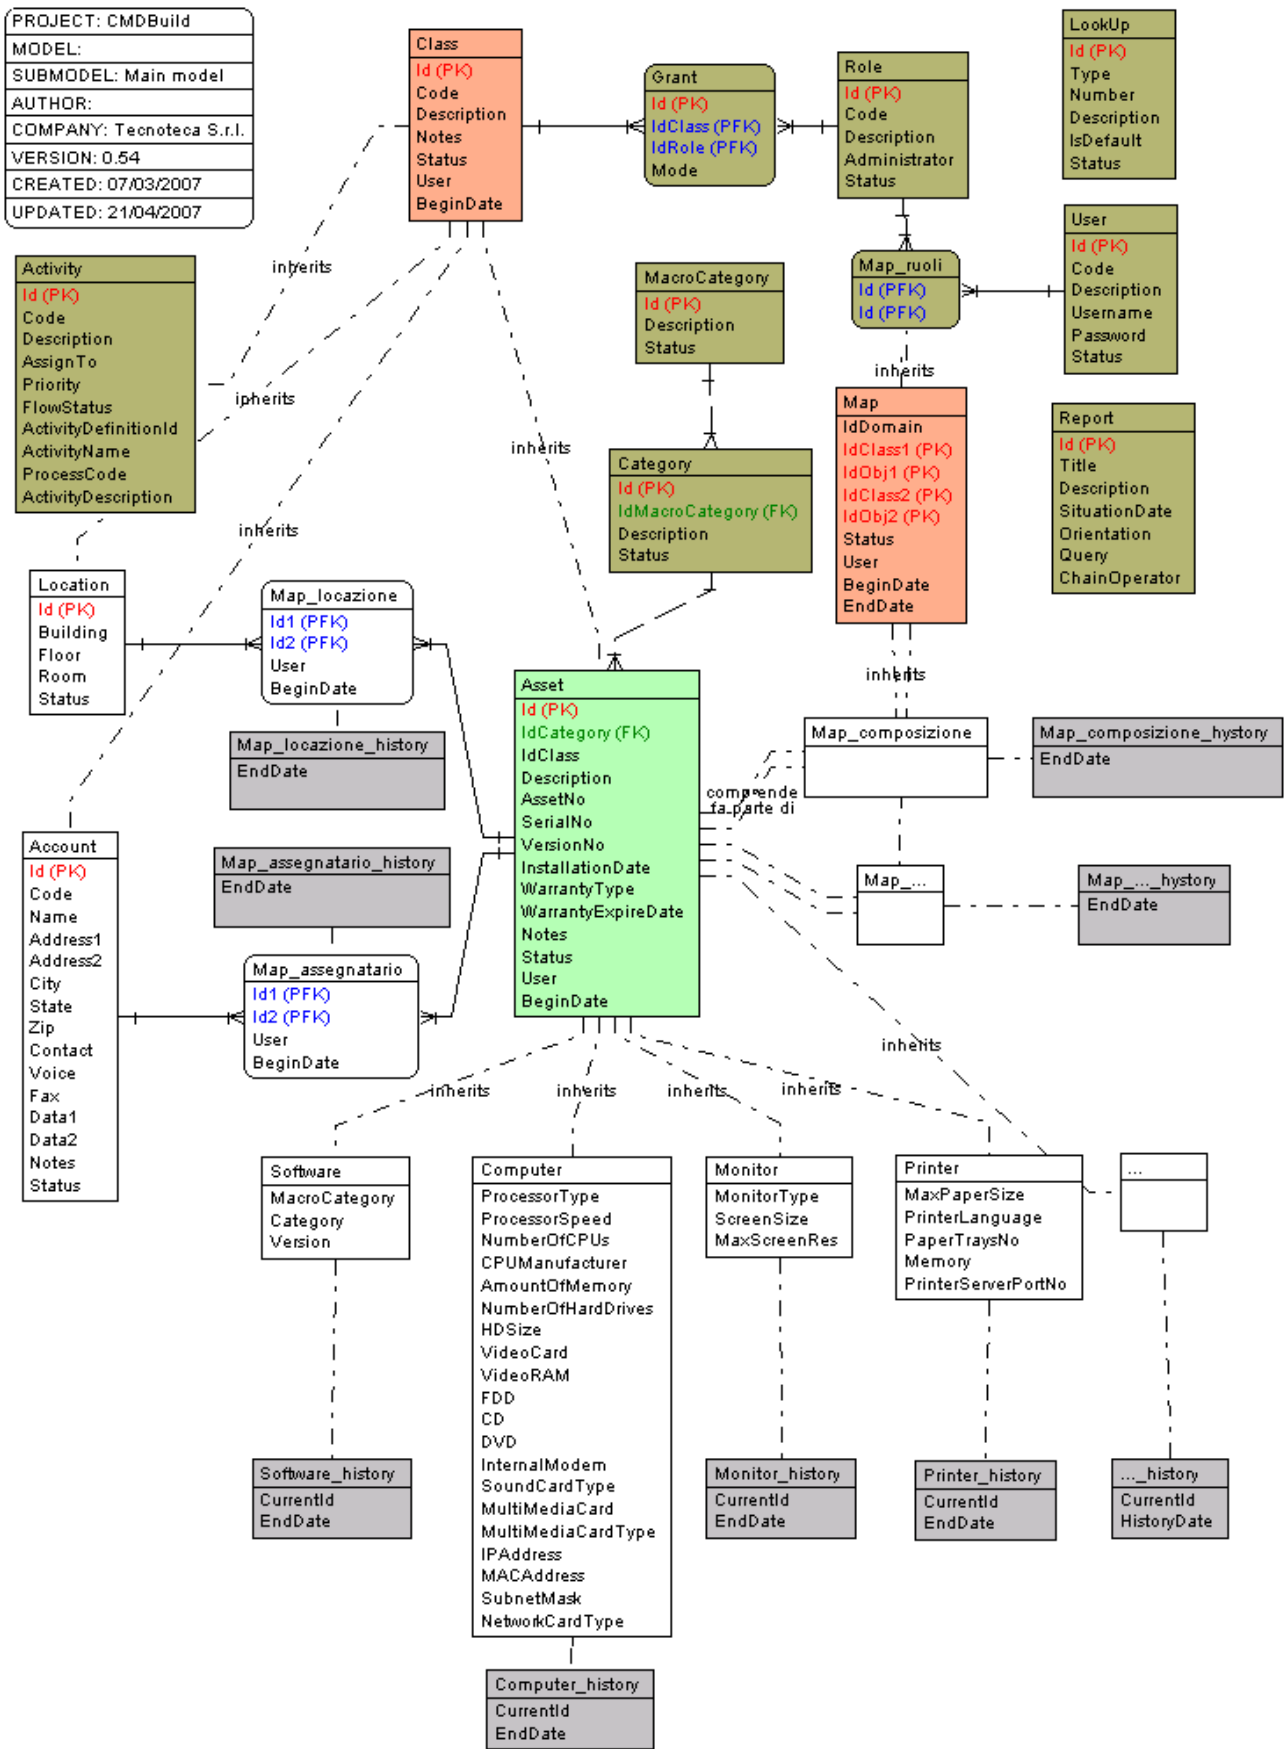 PROJECT: CMDBuild
MODEL:
SUBMODEL: Main model
AUTHOR:
COMPANY: Tecnoteca S.r.l.
VERSION: 0.54
CREATED: 07/03/2007
UPDATED: 21/04/2007
Class
Id (PK)
Code
Description
Notes
Status
User
BeginDate
Grant
Id (PK)
IdClass (PFK)
IdRole (PFK)
Mode
Role
Id (PK)
Code
Description
Administrator
Status
LookUp
Id (PK)
Type
Number
Description
IsDefault
Status
User
Id (PK)
Code
Description
Username
Password
Status
Map_ruoli
Id (PFK)
Id (PFK)
inherits
Activity
Id (PK)
Code
Description
AssignTo
Priority
FlowStatus
ActivityDefinitionId
ActivityName
ProcessCode
ActivityDescription
inherits
inherits
inherits
inherits
MacroCategory
Id (PK)
Description
Status
Category
Id (PK)
IdMacroCategory (FK)
Description
Status
Map
IdDomain
IdClass1 (PK)
IdObj1 (PK)
IdClass2 (PK)
IdObj2 (PK)
Status
User
BeginDate
EndDate
inherits
Report
Id (PK)
Title
Description
SituationDate
Orientation
Query
ChainOperator
Location
Id (PK)
Building
Floor
Room
Status
Map_locazione
Id1 (PFK)
Id2 (PFK)
User
BeginDate
Map_locazione_history
EndDate
Asset
Id (PK)
IdCategory (FK)
IdClass
Description
AssetNo
SerialNo
VersionNo
InstallationDate
WarrantyType
WarrantyExpireDate
Notes
Status
User
BeginDate
comprende
fa parte di
Map_composizione
Map_composizione_hystory
EndDate
Map_...
Map_..._hystory
EndDate
Account
Id (PK)
Code
Name
Address1
Address2
City
State
Zip
Contact
Voice
Fax
Data1
Data2
Notes
Status
Map_assegnatario_history
EndDate
Map_assegnatario
Id1 (PFK)
Id2 (PFK)
User
BeginDate
inherits
inherits
inherits
inherits
inherits
Software
MacroCategory
Category
Version
Computer
ProcessorType
ProcessorSpeed
NumberOfCPUs
CPUManufacturer
AmountOfMemory
NumberOfHardDrives
HDSize
VideoCard
VideoRAM
FDD
CD
DVD
InternalModem
SoundCardType
MultiMediaCard
MultiMediaCardType
IPAddress
MACAddress
SubnetMask
NetworkCardType
Monitor
MonitorType
ScreenSize
MaxScreenRes
Printer
MaxPaperSize
PrinterLanguage
PaperTraysNo
Memory
PrinterServerPortNo
...
Software_history
CurrentId
EndDate
Monitor_history
CurrentId
EndDate
Printer_history
CurrentId
EndDate
..._history
CurrentId
HistoryDate
Computer_history
CurrentId
EndDate